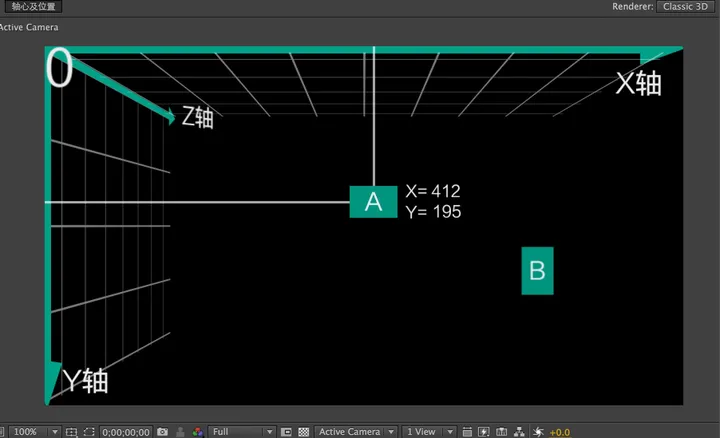 轴心及位置
Renderer: Classic 3D
Active Camera
0
X轴
Z轴
A
X= 412
Y= 195
B
Y轴
100%
0;00;00;00
Full
Active Camera
1 View
+0.0